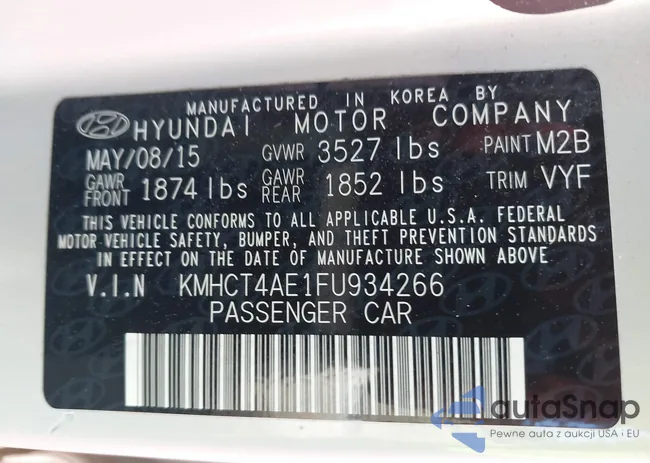 MANUFACTURED IN KOREA BY
HYUNDAI MOTOR COMPANY
MAY/08/15 GVWR 3527 lbs PAINT M2B
GAWR FRONT 1874 lbs GAWR REAR 1852 lbs TRIM VYF
THIS VEHICLE CONFORMS TO ALL APPLICABLE U.S.A. FEDERAL
MOTOR VEHICLE SAFETY, BUMPER, AND THEFT PREVENTION STANDARDS
IN EFFECT ON THE DATE OF MANUFACTURE SHOWN ABOVE
V.I.N KMHCT4AE1FU934266
PASSENGER CAR
autoSnap
Pewne auta z aukcji USA i EU